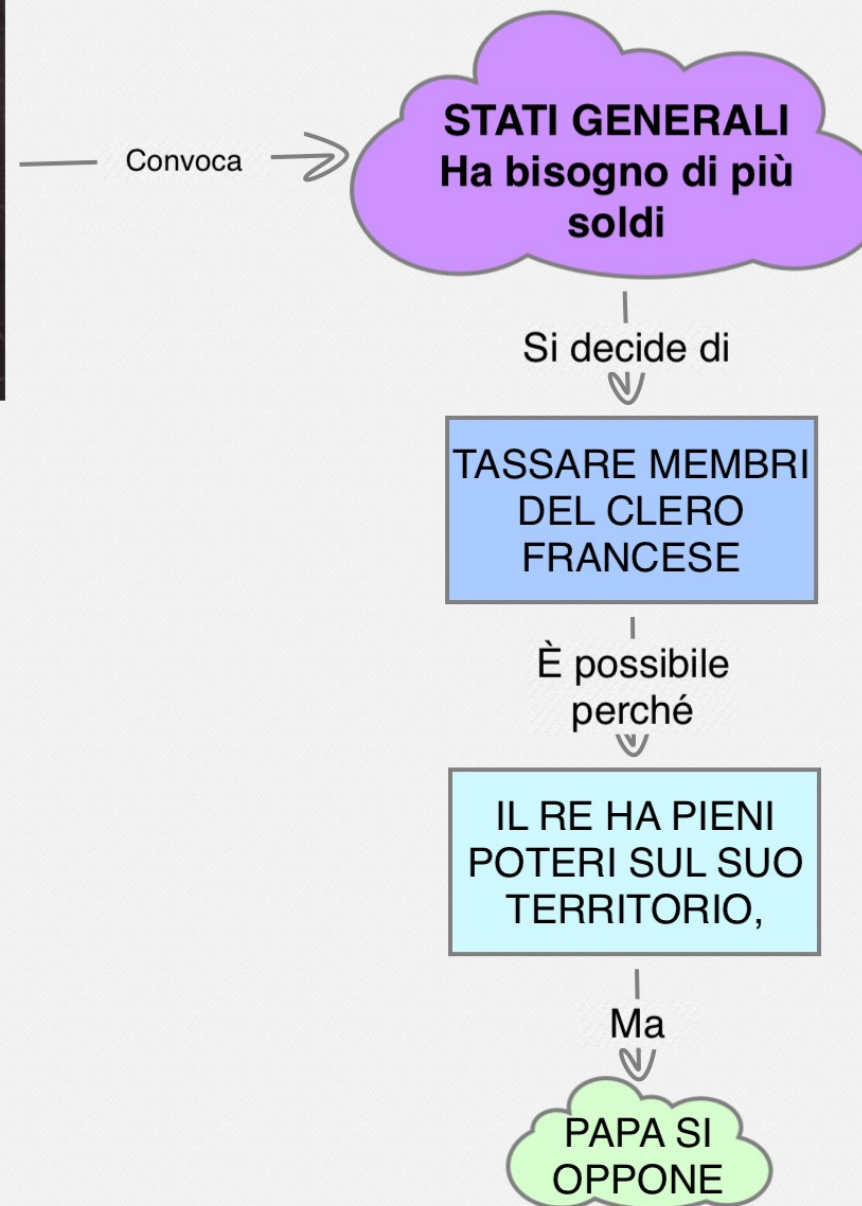 Convoca
STATI GENERALI
Ha bisogno di più
soldi
Si decide di
TASSARE MEMBRI
DEL CLERO
FRANCESE
È possibile
perché
IL RE HA PIENI
POTERI SUL SUO
TERRITORIO,
Ma
PAPA SI
OPPONE